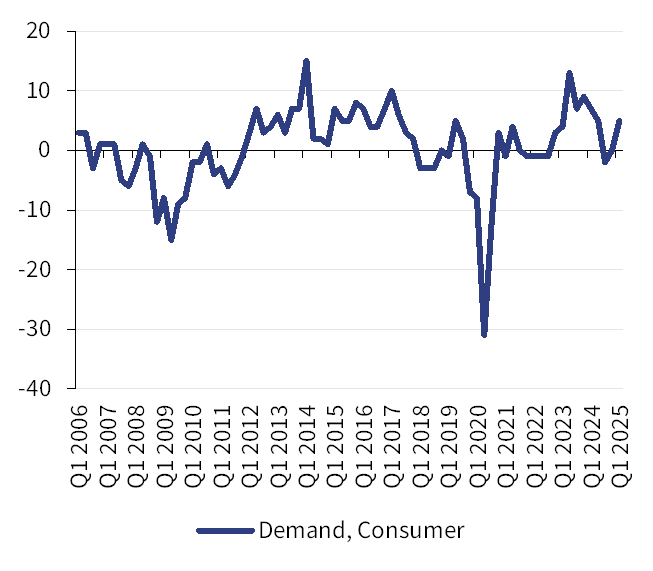 20
10
0
-10
-20
-30
-40
Q1 2006
Q1 2007
Q1 2008
Q1 2009
Q1 2010
Q1 2011
Q1 2012
Q1 2013
Q1 2014
Q1 2015
Q1 2016
Q1 2017
Q1 2018
Q1 2019
Q1 2020
Q1 2021
Q1 2022
Q1 2023
Q1 2024
Q1 2025
Demand, Consumer